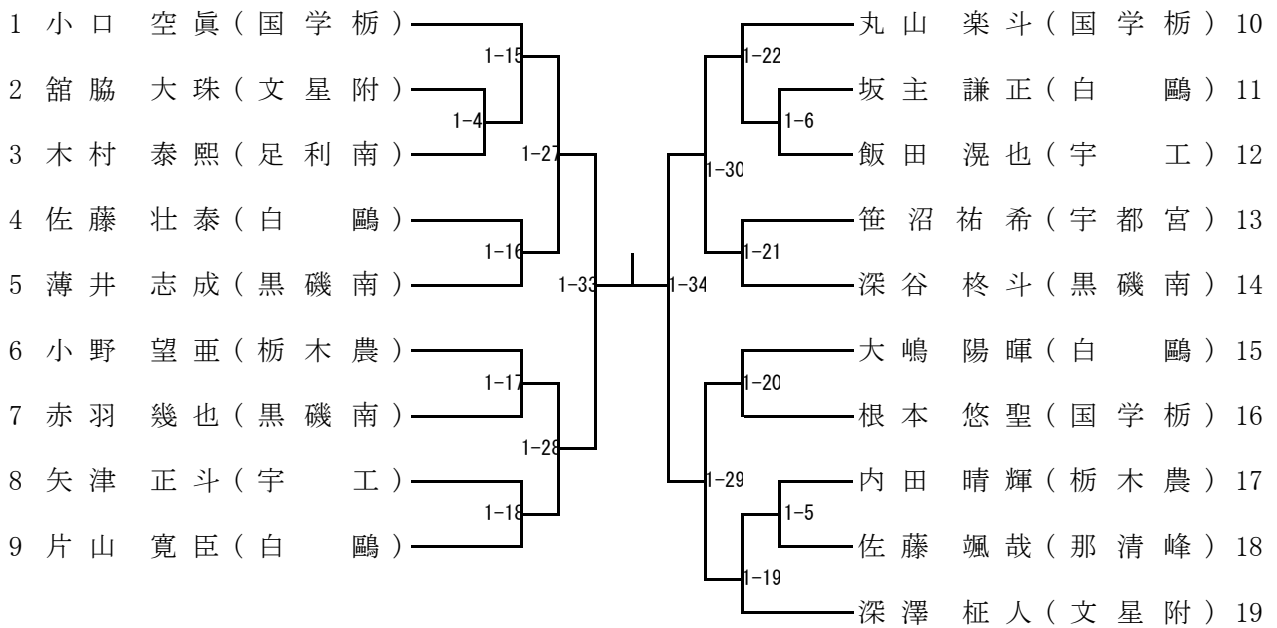 1 小口 空眞(国学栃)
2 舘脇 大珠(文星附)
3 木村 泰熙(足利南)
4 佐藤 壮泰(白 鷗)
5 薄井 志成(黒磯南)
6 小野 望亜(栃木農)
7 赤羽 幾也(黒磯南)
8 矢津 正斗(宇 工)
9 片山 寛臣(白 鷗)
1-15
1-4
1-27
1-16
1-33
1-17
1-28
1-18
丸山 楽斗(国学栃) 10
坂主 謙正(白 鷗) 11
飯田 滉也(宇 工) 12
笹沼 祐希(宇都宮) 13
深谷 柊斗(黒磯南) 14
大嶋 陽暉(白 鷗) 15
根本 悠聖(国学栃) 16
内田 晴輝(栃木農) 17
佐藤 颯哉(那清峰) 18
深澤 柾人(文星附) 19
1-22
1-6
1-30
1-21
1-34
1-20
1-29
1-5
1-19